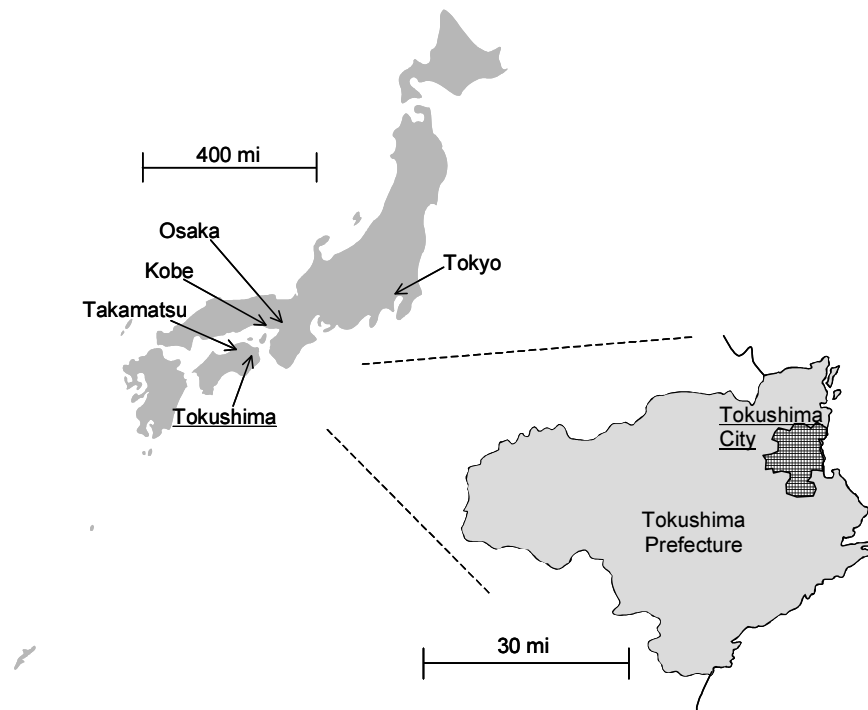 400 mi
Osaka
Kobe
Tokyo
Takamatsu
Tokushima
Tokushima
City
Tokushima
Prefecture
30 mi